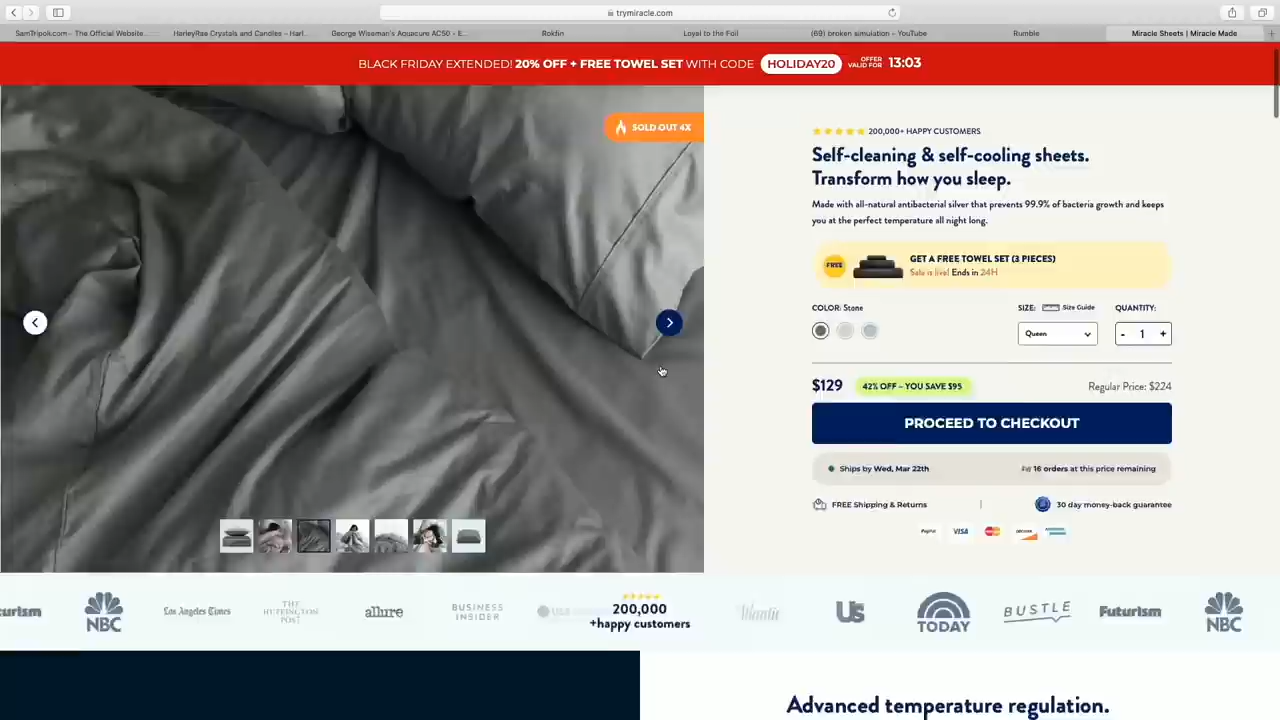 trymiracle.com
SamTripoli.com – The Official Website...
HarleyRae Crystals and Candles – Harl...
George Wiseman's Aquacure AC50 - E...
Rokfin
Loyal to the Foil
(69) broken simulation – YouTube
Rumble
Miracle Sheets | Miracle Made
BLACK FRIDAY EXTENDED! 20% OFF + FREE TOWEL SET WITH CODE HOLIDAY20 OFFER VALID FOR 13:03
SOLD OUT 4X
200,000+ HAPPY CUSTOMERS
Self-cleaning & self-cooling sheets.
Transform how you sleep.
Made with all-natural antibacterial silver that prevents 99.9% of bacteria growth and keeps
you at the perfect temperature all night long.
FREE
GET A FREE TOWEL SET (3 PIECES)
Sale is live! Ends in 24H
COLOR: Stone
SIZE: Size Guide
QUANTITY:
Queen
- 1 +
$129
42% OFF – YOU SAVE $95
Regular Price: $224
PROCEED TO CHECKOUT
Ships by Wed, Mar 22th
16 orders at this price remaining
FREE Shipping & Returns
30 day money-back guarantee
PayPal
VISA
DISCOVER
urism
NBC
Los Angeles Times
THE HUFFINGTON POST
allure
BUSINESS INSIDER
200,000
+happy customers
Atlantic
Us
TODAY
BUSTLE
Futurism
NBC
Advanced temperature regulation.